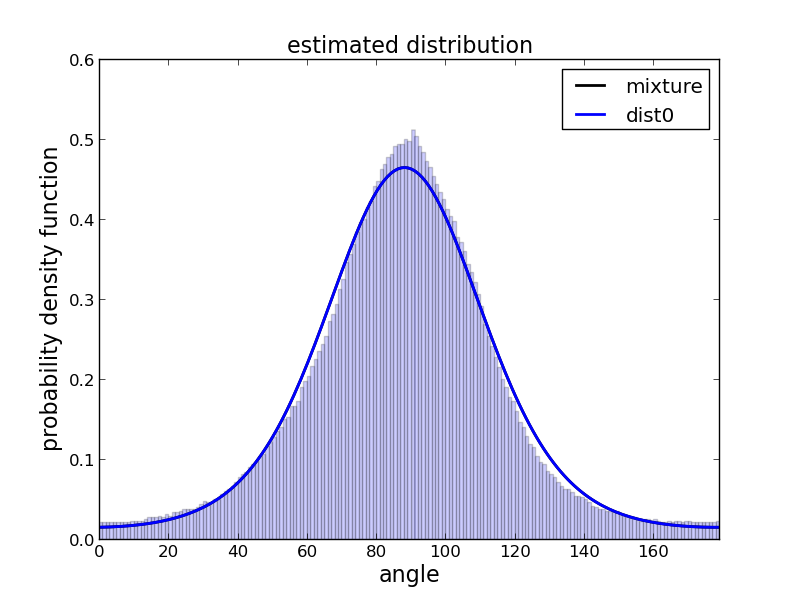 estimated distribution
mixture
dist0
probability density function
0.6
0.5
0.4
0.3
0.2
0.1
0.0
0 20 40 60 80 100 120 140 160
angle